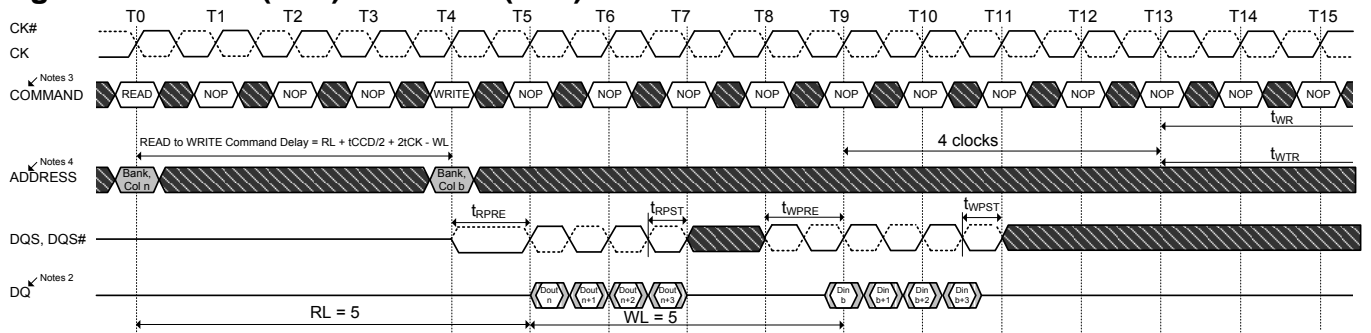 T0 T1 T2 T3 T4 T5 T6 T7 T8 T9 T10 T11 T12 T13 T14 T15
CK#
CK
Notes 3
COMMAND READ NOP NOP NOP WRITE NOP NOP NOP NOP NOP NOP NOP NOP NOP NOP NOP
tWR
READ to WRITE Command Delay = RL + tCCD/2 + 2tCK - WL
4 clocks
tWTR
Notes 4
ADDRESS Bank, Col n Bank, Col b
tRPRE tRPST tWPRE tWPST
DQS, DQS#
Notes 2
DQ Dout n Dout n+1 Dout n+2 Dout n+3 Din b Din b+1 Din b+2 Din b+3
RL = 5 WL = 5